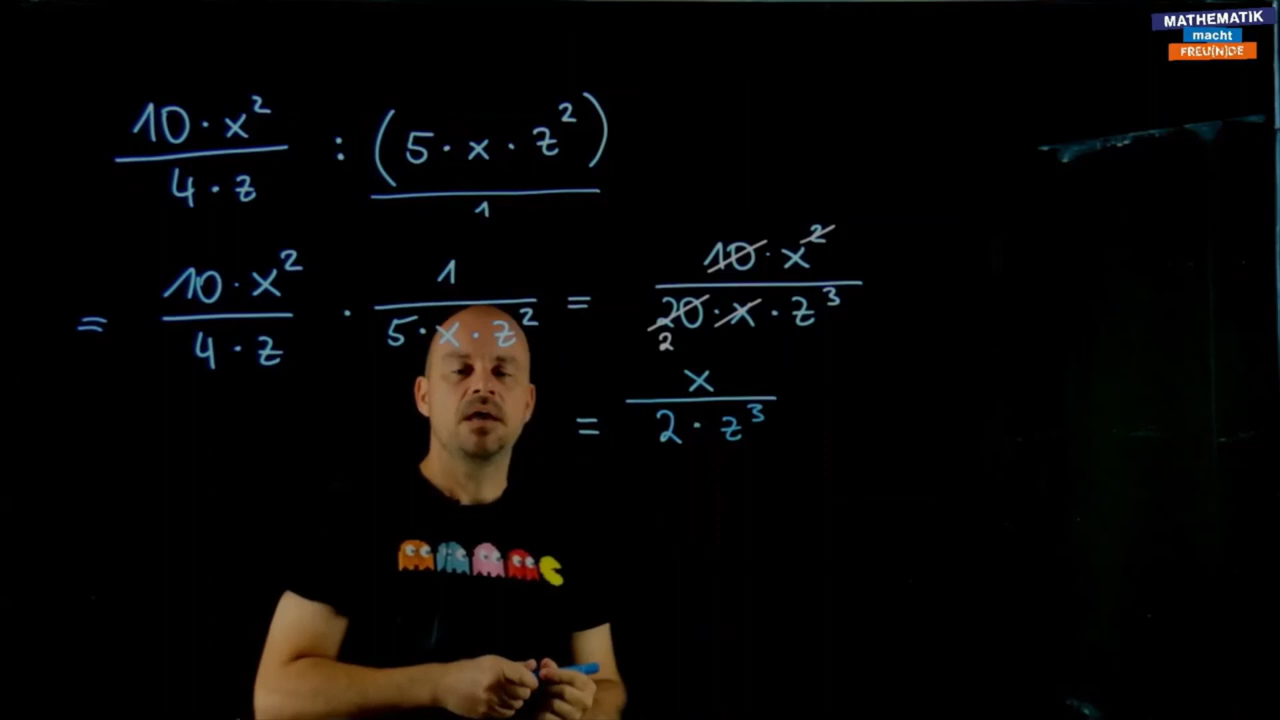 MATHEMATIK
macht
FREU(N)DE
10 · x² / 4 · z : (5 · x · z²) / 1
= 10 · x² / 4 · z · 1 / 5 · x · z² = 10 · x² / 20 · x · z³
2
= x / 2 · z³